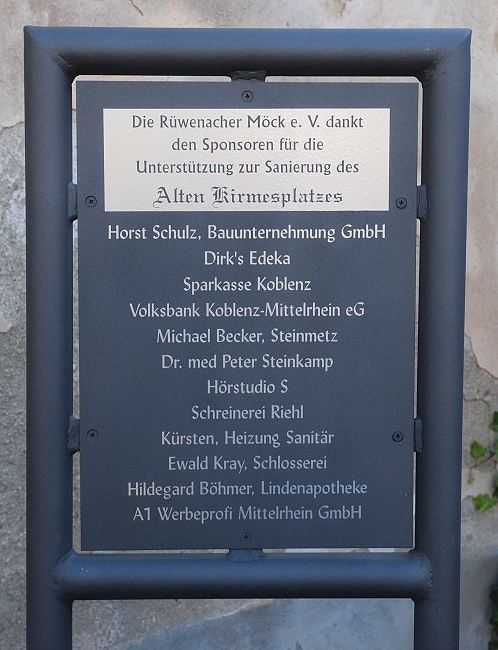 Die Rüwenacher Möck e. V. dankt
den Sponsoren für die
Unterstützung zur Sanierung des
Alten Kirmesplatzes
Horst Schulz, Bauunternehmung GmbH
Dirk's Edeka
Sparkasse Koblenz
Volksbank Koblenz-Mittelrhein eG
Michael Becker, Steinmetz
Dr. med Peter Steinkamp
Hörstudio S
Schreinerei Riehl
Kürsten, Heizung Sanitär
Ewald Kray, Schlosserei
Hildegard Böhmer, Lindenapotheke
A1 Werbeprofi Mittelrhein GmbH